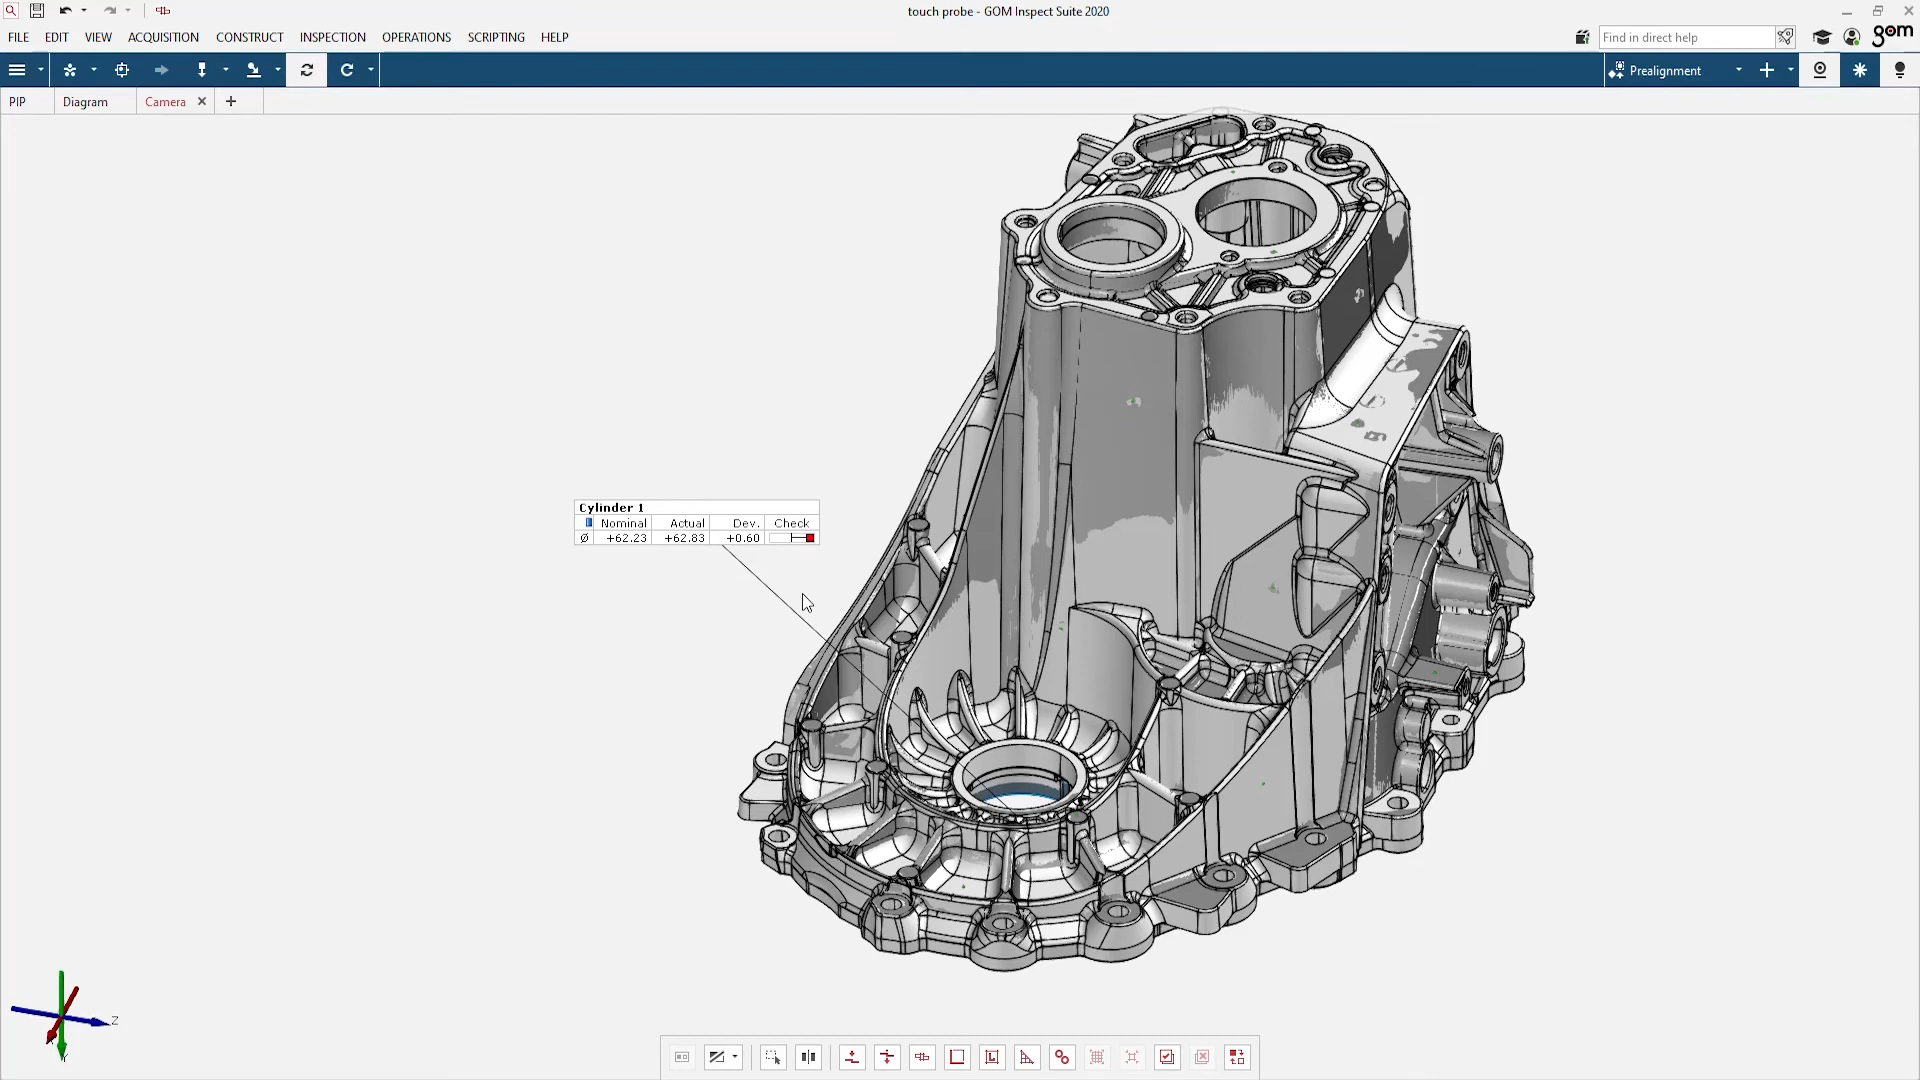 touch probe - GOM Inspect Suite 2020
FILE EDIT VIEW ACQUISITION CONSTRUCT INSPECTION OPERATIONS SCRIPTING HELP
Find in direct help
gom
Prealignment
PIP Diagram Camera
Cylinder 1
Nominal Actual Dev. Check
Ø +62.23 +62.83 +0.60
Z
Y